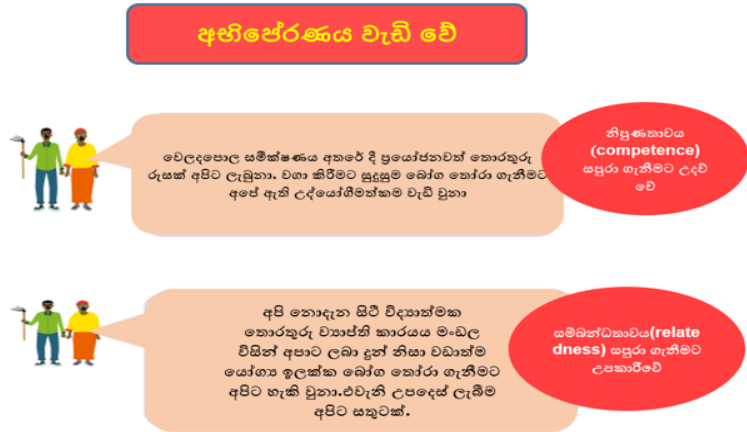 අභිපේරණය වැඩි වේ
වෙලදපොල සමීක්ෂණය අතරේ දී ප්‍රයෝජනවත් තොරතුරු
රුසක් අපිට ලැබුනා. වගා කිරීමට සුදුසුම බෝග තෝරා ගැනීමට
අපේ ඇති උද්යෝගීමත්කම වැඩි වුනා
නිපුණතාවය
(competence)
සපුරා ගැනීමට උදව්
වේ
අපි නොදැන සිටි විද්‍යාත්මක
තොරතුරු ව්‍යාප්ති කාරයය මංඩල
විසින් අපාට ලබා දුන් නිසා වඩාත්ම
යෝග්‍ය ඉලක්ක බෝග තෝරා ගැනීමට
අපිට හැකි වුනා.එවැනි උපදෙස් ලැබීම
අපිට සතුටක්.
සම්බන්ධතාවය(relate
dness) සපුරා ගැනීමට
උපකාරීවේ